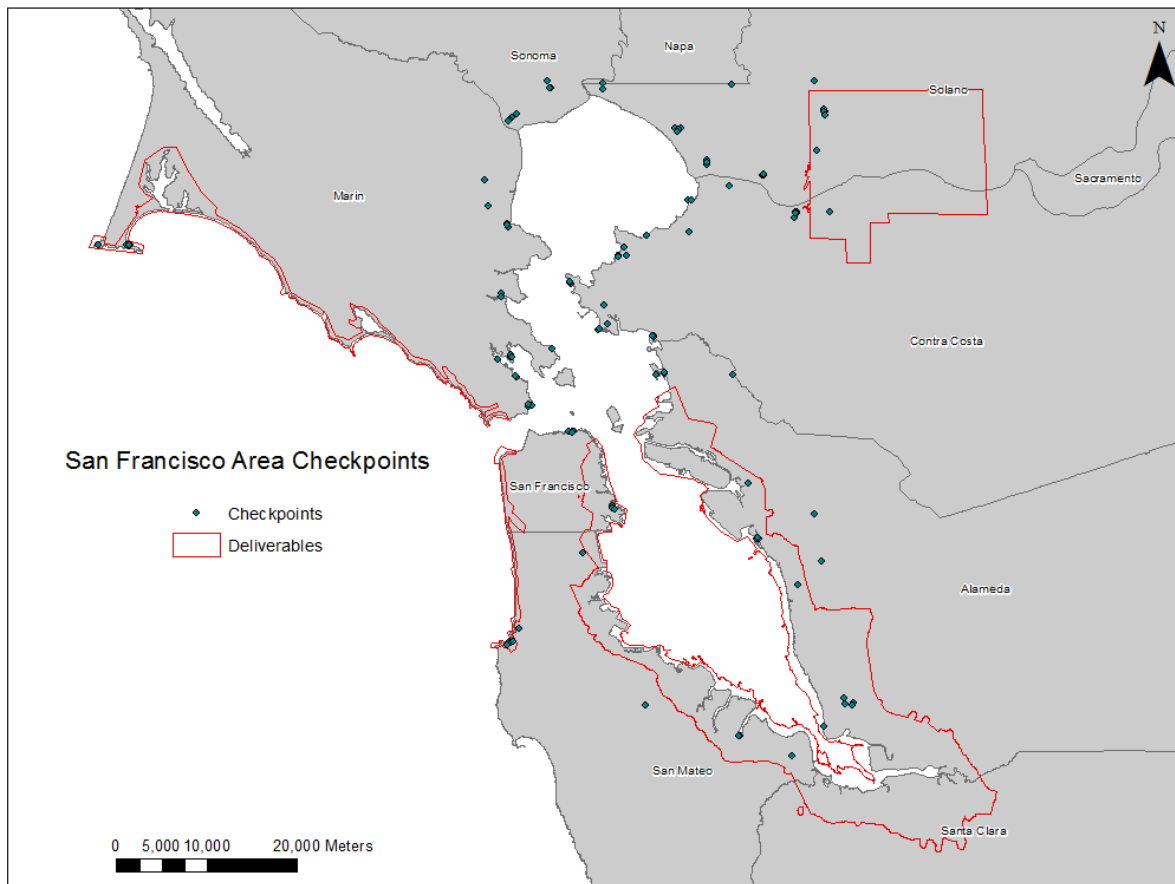 Napa
N
Sonoma
Solano
Sacramento
Marin
Contra Costa
San Francisco Area Checkpoints
San Francisco
Checkpoints
Deliverables
Alameda
San Mateo
Santa Clara
0 5,000 10,000 20,000 Meters